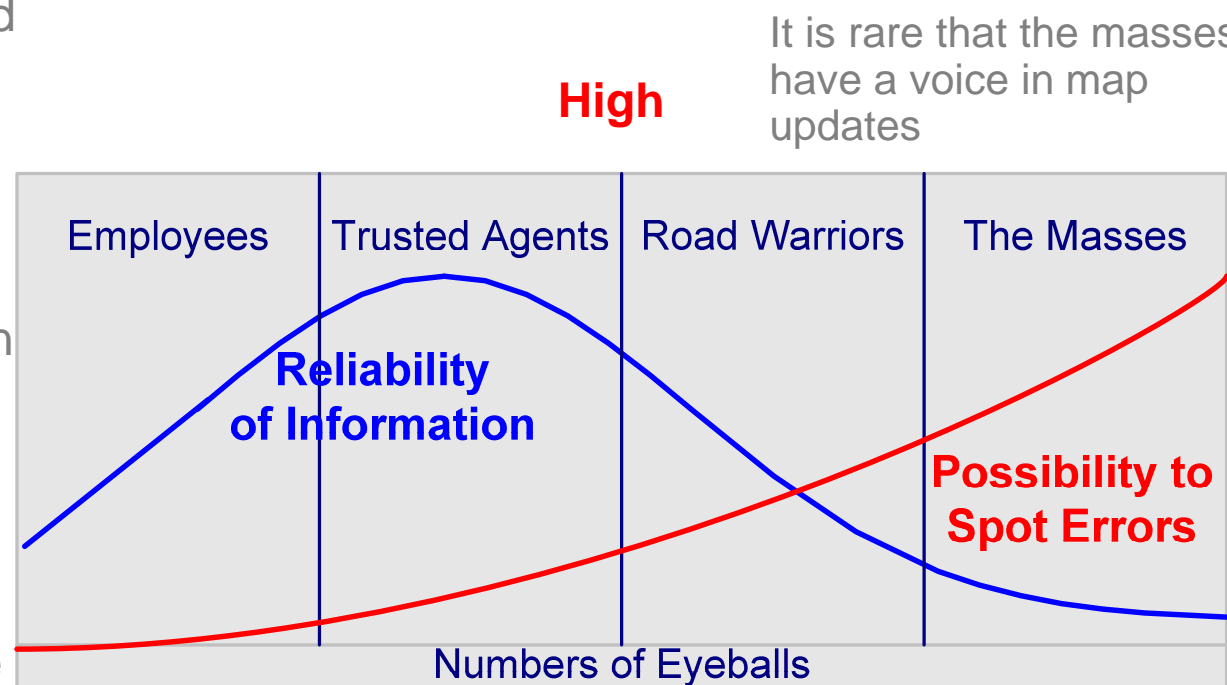 It is rare that the masses
have a voice in map
updates
High
Employees
Trusted Agents
Road Warriors
The Masses
Reliability
of Information
Possibility to
Spot Errors
Numbers of Eyeballs